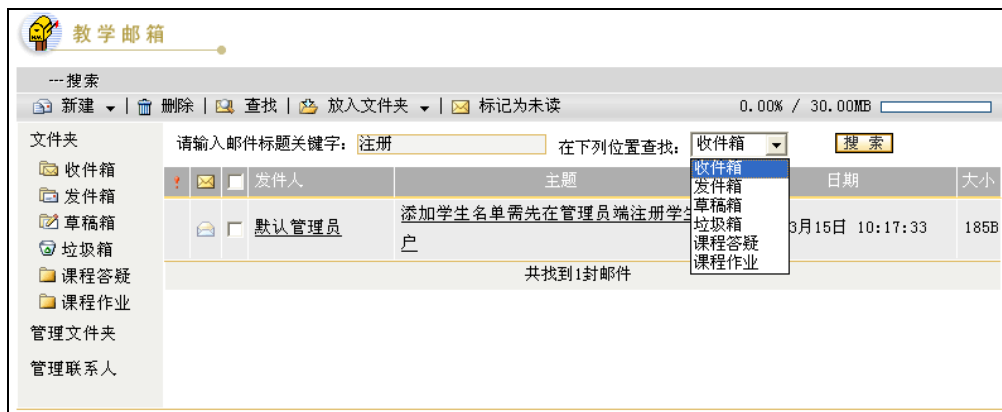 教学邮箱
---搜索
新建 | 删除 | 查找 | 放入文件夹 | 标记为未读 0.00% / 30.00MB
文件夹
收件箱
发件箱
草稿箱
垃圾箱
课程答疑
课程作业
管理文件夹
管理联系人
请输入邮件标题关键字： 注册 在下列位置查找： 收件箱 搜 索
收件箱
发件箱
草稿箱
垃圾箱
课程答疑
课程作业
发件人 主题 日期 大小
默认管理员 添加学生名单需先在管理员端注册学生 3月15日 10:17:33 185B
户
共找到1封邮件